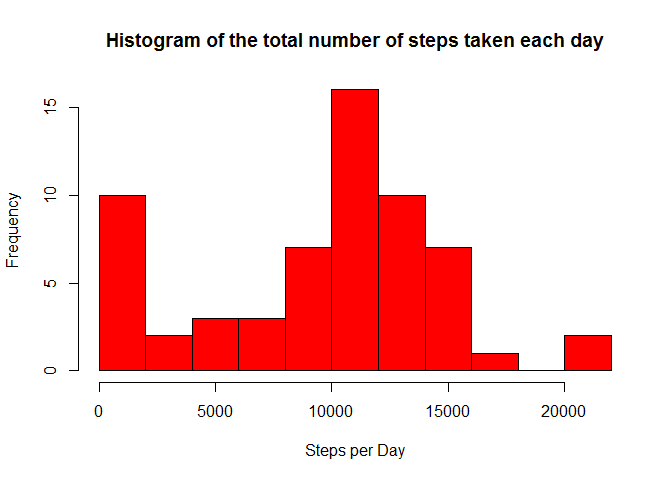 Histogram of the total number of steps taken each day
Frequency
15
10
5
0
0 5000 10000 15000 20000
Steps per Day